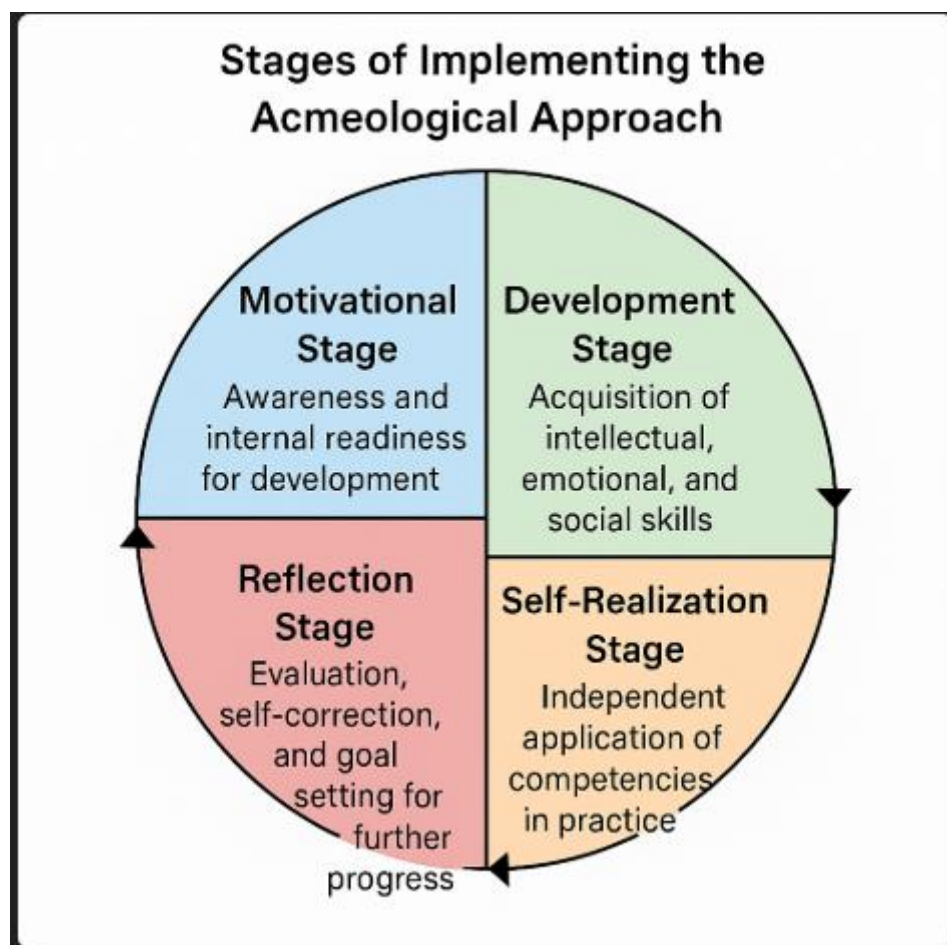 Stages of Implementing the
Acmeological Approach
Motivational
Stage
Awareness and
internal readiness
for development
Development
Stage
Acquisition of
intellectual,
emotional, and
social skills
Self-Realization
Stage
Independent
application of
competencies
in practice
Reflection
Stage
Evaluation,
self-correction,
and goal
setting for
further
progress